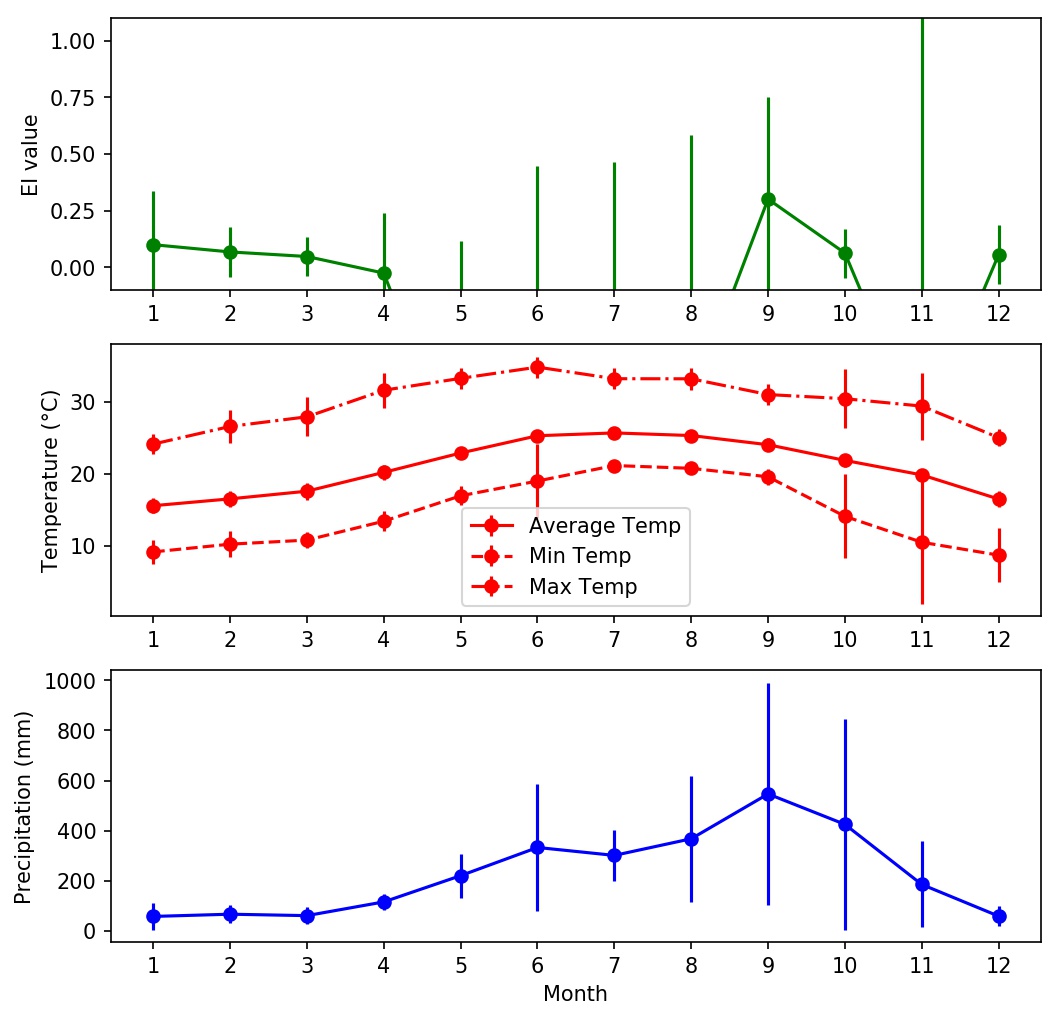 EI value
1.00
0.75
0.50
0.25
0.00
1 2 3 4 5 6 7 8 9 10 11 12
Temperature (°C)
30
20
10
Average Temp
Min Temp
Max Temp
1 2 3 4 5 6 7 8 9 10 11 12
Precipitation (mm)
1000
800
600
400
200
0
1 2 3 4 5 6 7 8 9 10 11 12
Month